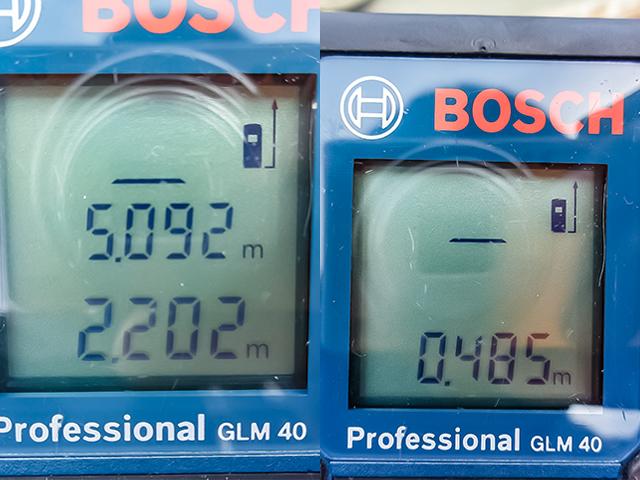 BOSCH
5.092 m
2.202 m
Professional GLM 40
BOSCH
0.485 m
Professional GLM 40